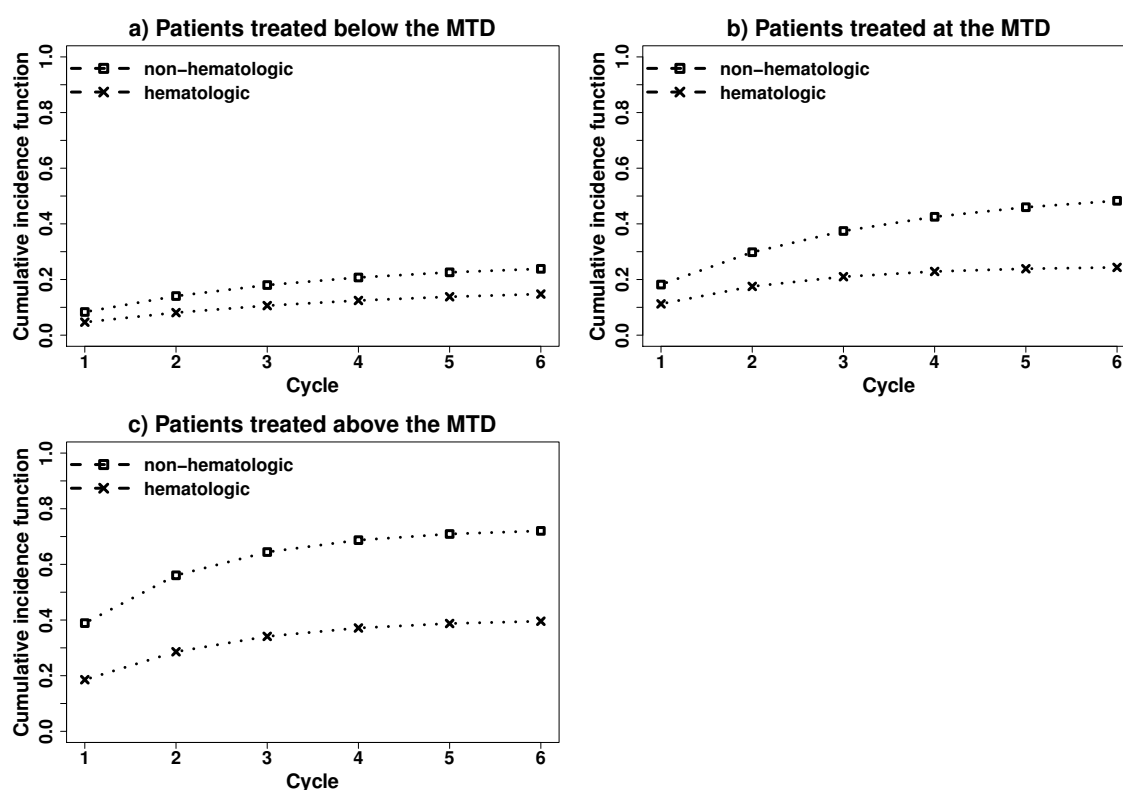 a) Patients treated below the MTD
Cumulative incidence function
0.0 0.2 0.4 0.6 0.8 1.0
non−hematologic
hematologic
1 2 3 4 5 6
Cycle
b) Patients treated at the MTD
Cumulative incidence function
0.0 0.2 0.4 0.6 0.8 1.0
non−hematologic
hematologic
1 2 3 4 5 6
Cycle
c) Patients treated above the MTD
Cumulative incidence function
0.0 0.2 0.4 0.6 0.8 1.0
non−hematologic
hematologic
1 2 3 4 5 6
Cycle